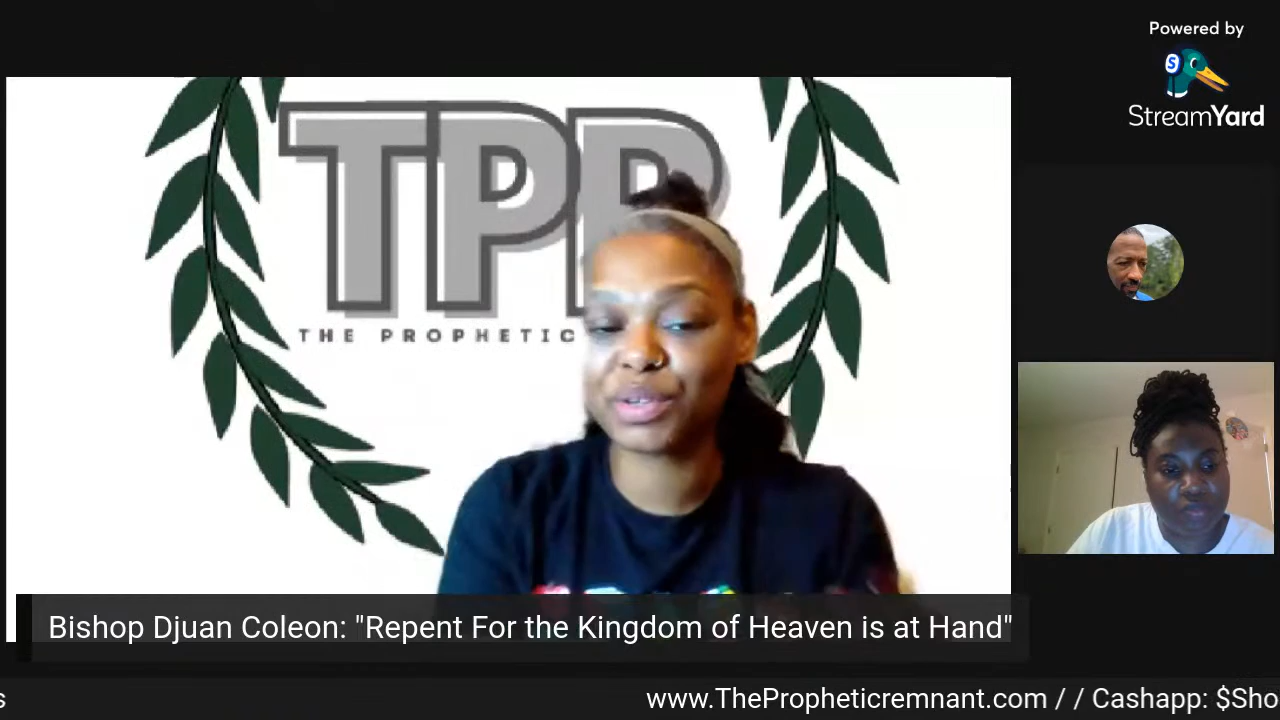 Powered by
S
StreamYard
TPR
THE PROPHETIC
Bishop Djuan Coleon: "Repent For the Kingdom of Heaven is at Hand"
s www.ThePropheticremnant.com / / Cashapp: $Sho